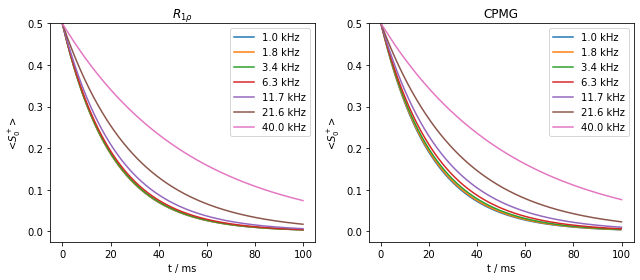 R1ρ
<S0+>
0.5
0.4
0.3
0.2
0.1
0.0
1.0 kHz
1.8 kHz
3.4 kHz
6.3 kHz
11.7 kHz
21.6 kHz
40.0 kHz
0 20 40 60 80 100
t / ms
CPMG
<S0+>
0.5
0.4
0.3
0.2
0.1
0.0
1.0 kHz
1.8 kHz
3.4 kHz
6.3 kHz
11.7 kHz
21.6 kHz
40.0 kHz
0 20 40 60 80 100
t / ms